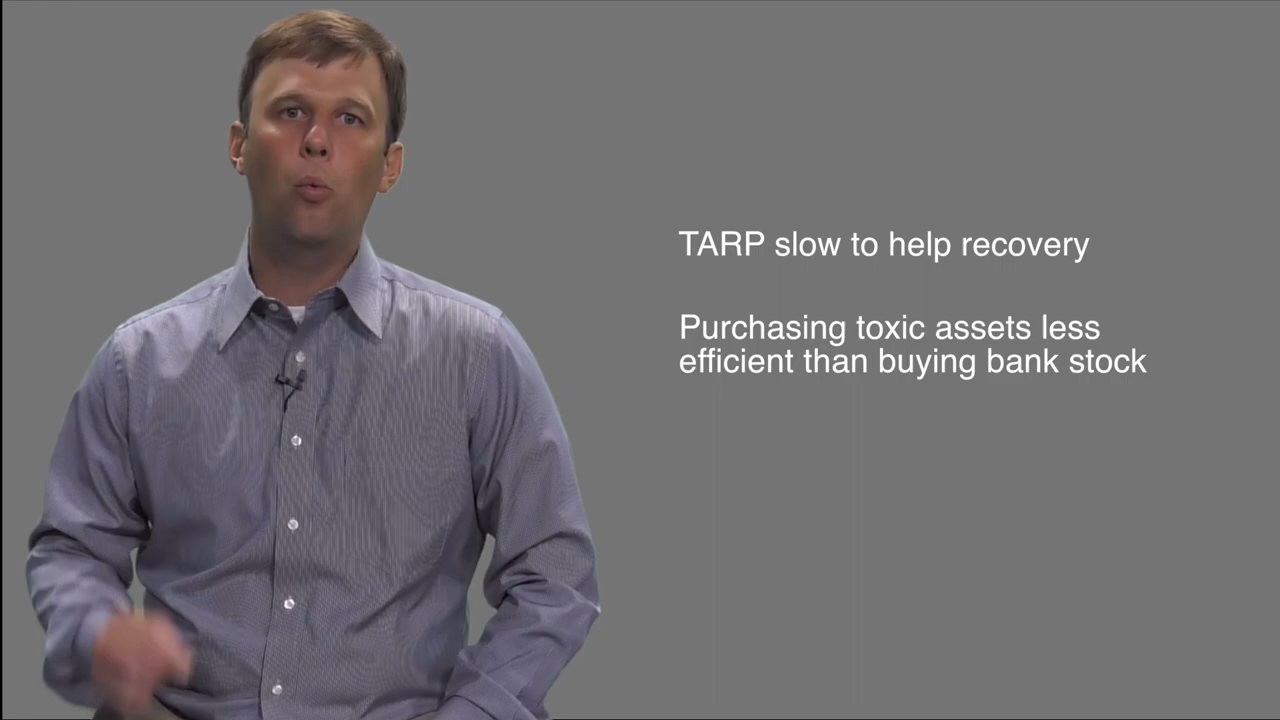 TARP slow to help recovery
Purchasing toxic assets less
efficient than buying bank stock